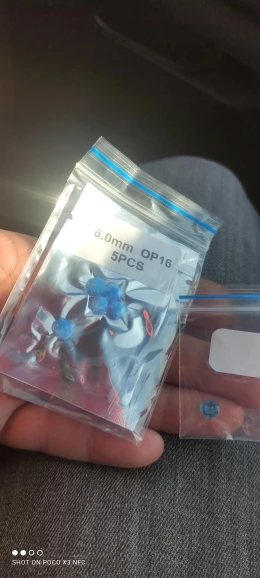 6.0mm OP16
5PCS
SHOT ON POCO X3 NFC